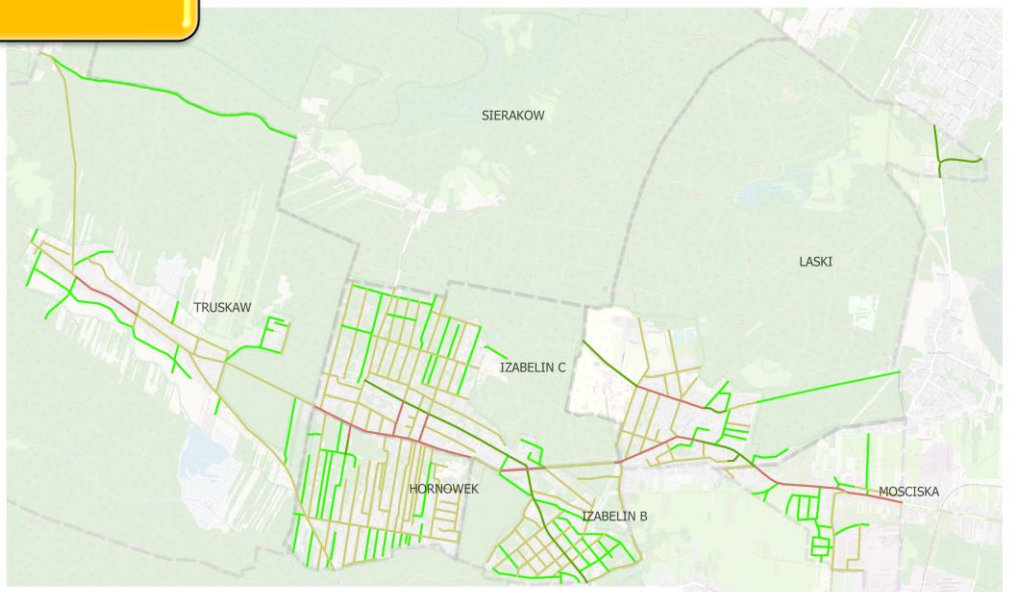 SIERAKOW
LASKI
TRUSKAW
IZABELIN C
HORNOWEK
MOSCISKA
IZABELIN B